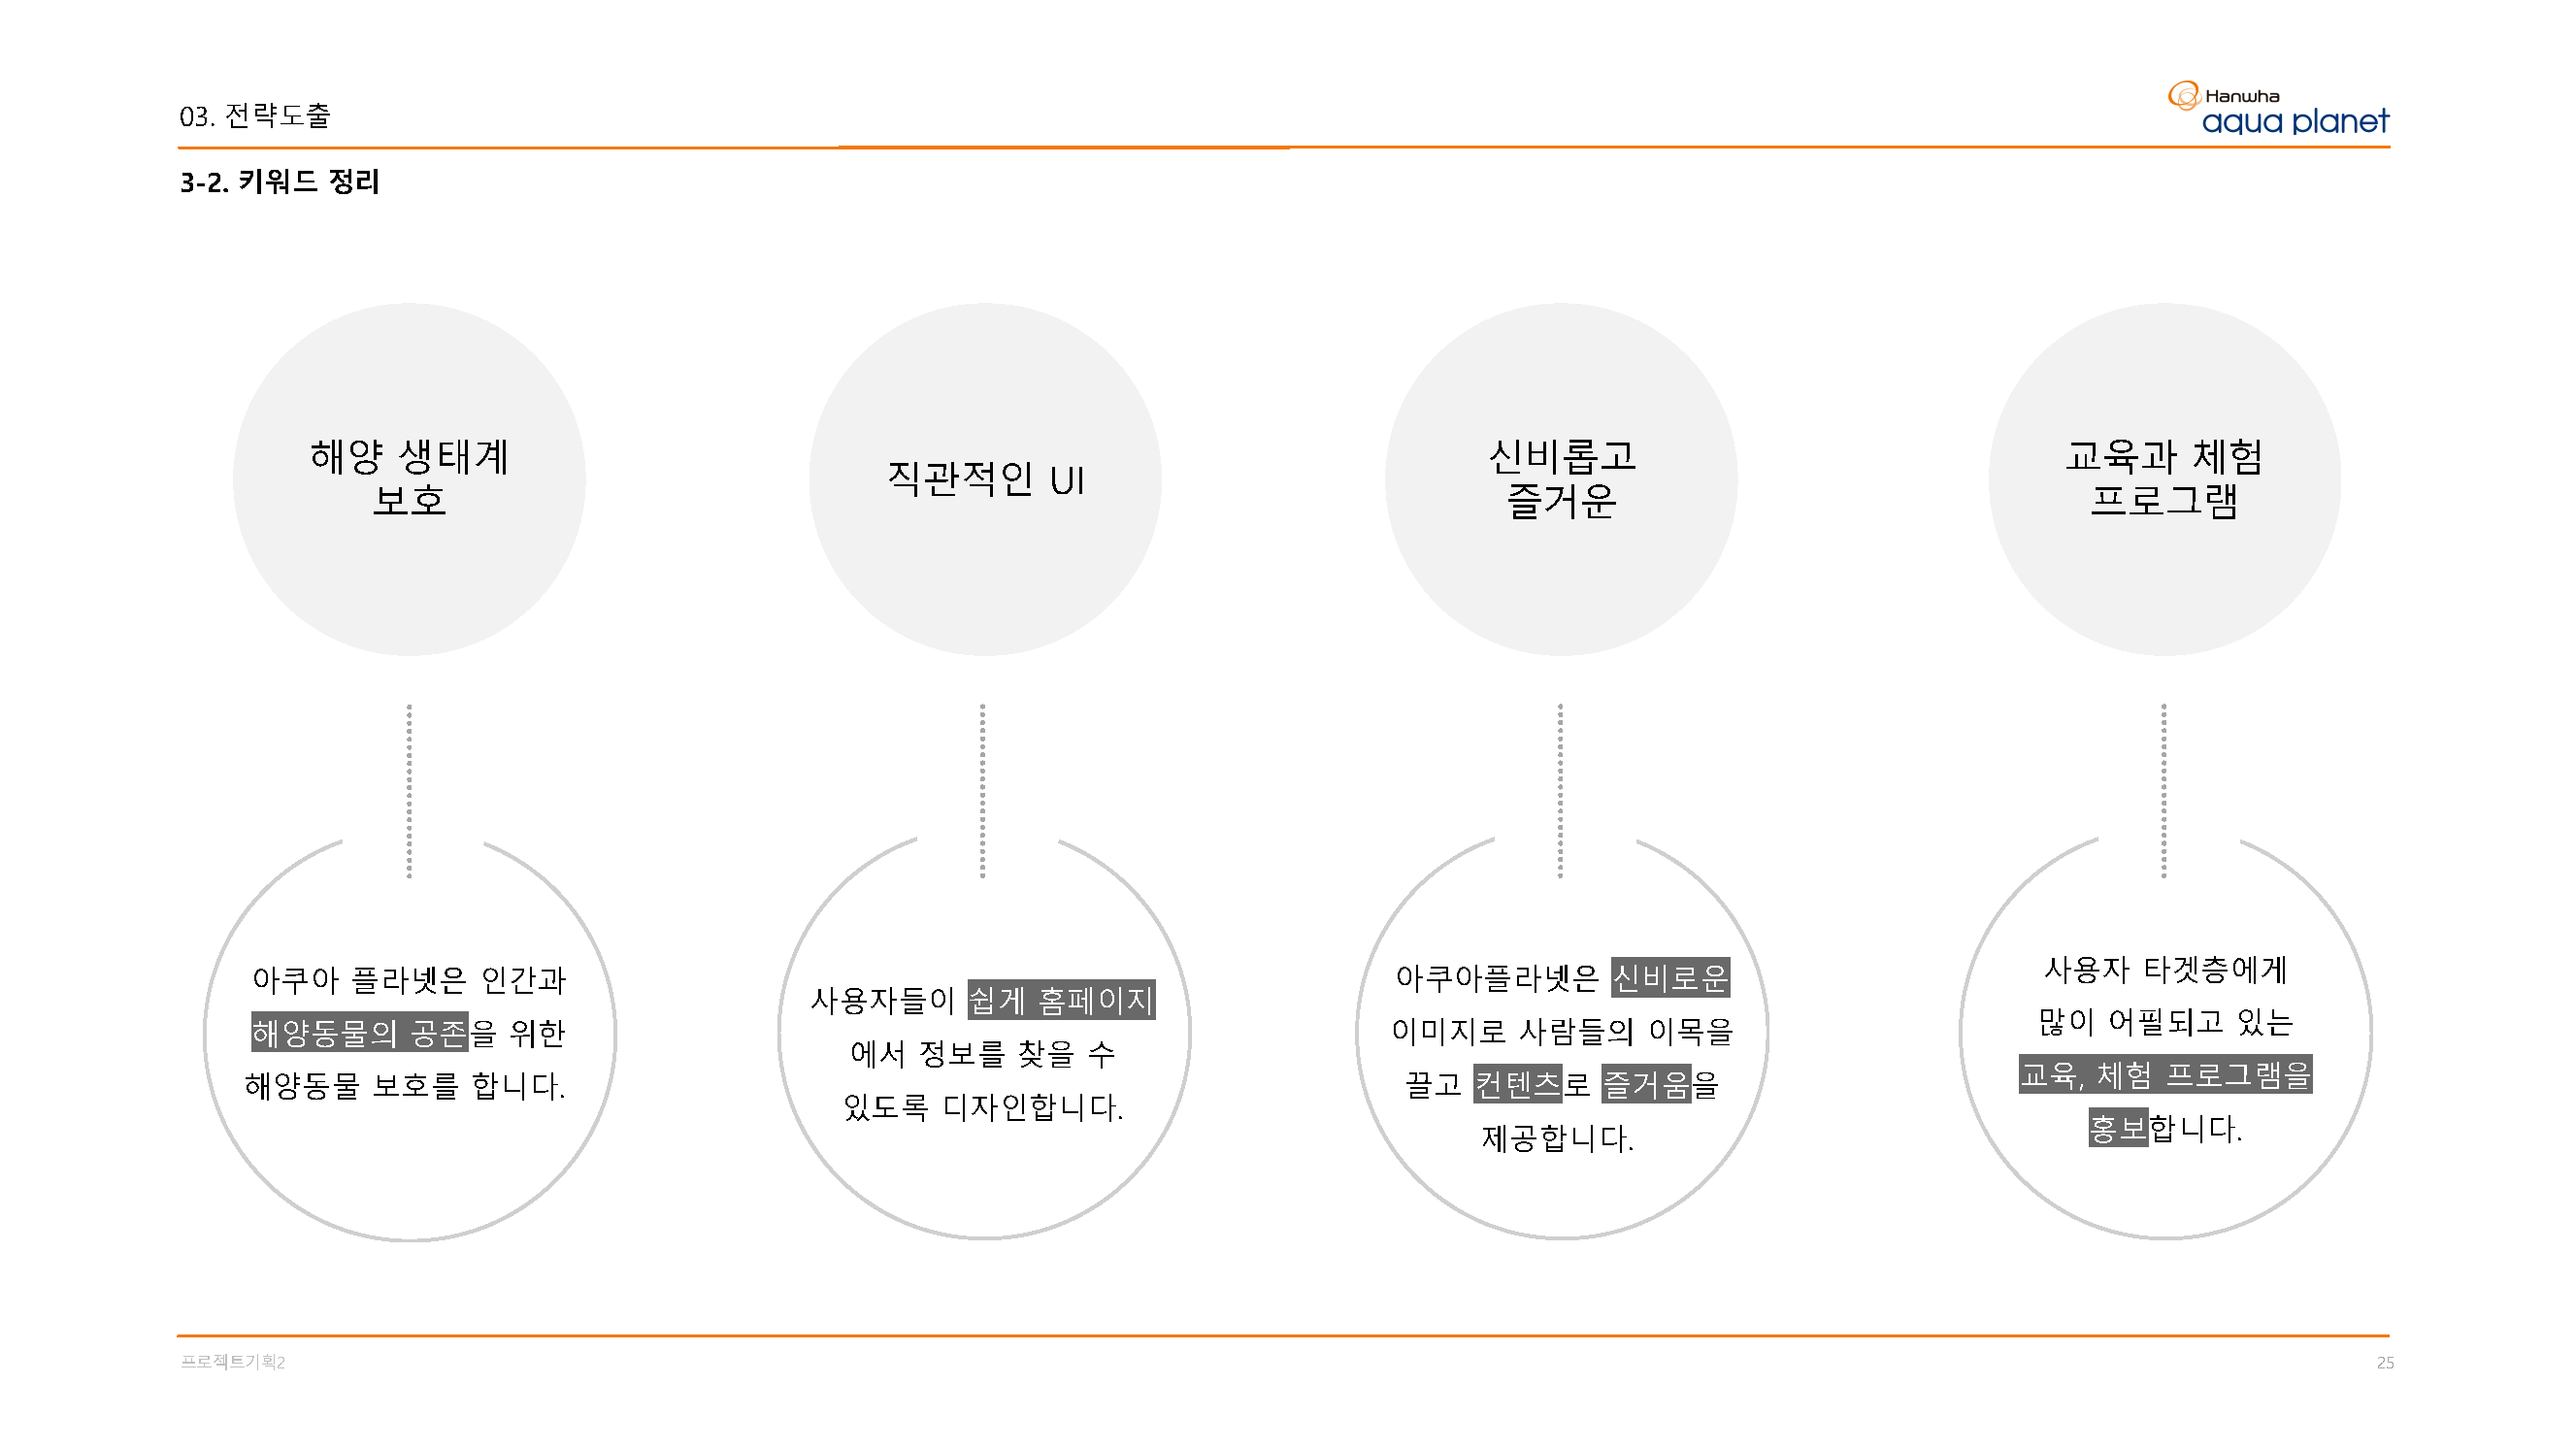 03. 전략도출
Hanwha
aqua planet
3-2. 키워드 정리
해양 생태계
보호
직관적인 UI
신비롭고
즐거운
교육과 체험
프로그램
아쿠아 플라넷은 인간과
해양동물의 공존을 위한
해양동물 보호를 합니다.
사용자들이 쉽게 홈페이지
에서 정보를 찾을 수
있도록 디자인합니다.
아쿠아플라넷은 신비로운
이미지로 사람들의 이목을
끌고 컨텐츠로 즐거움을
제공합니다.
사용자 타겟층에게
많이 어필되고 있는
교육, 체험 프로그램을
홍보합니다.
프로젝트기획2
25